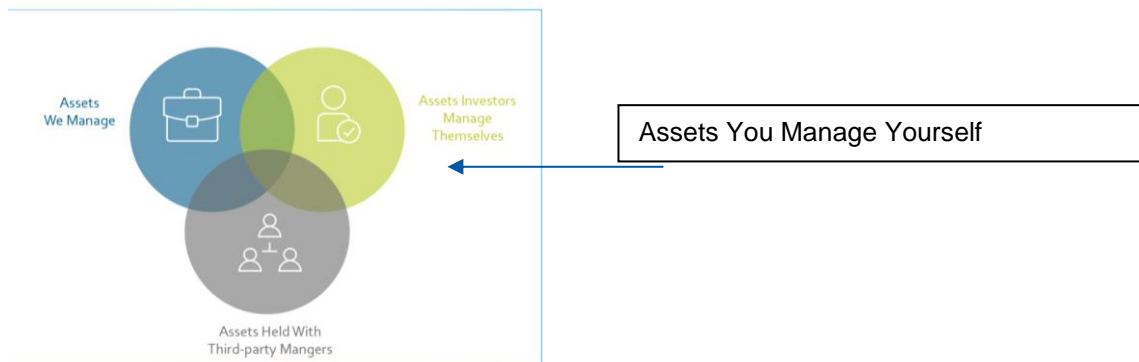 Assets
We Manage
Assets Investors
Manage
Themselves
Assets You Manage Yourself
Assets Held With
Third-party Mangers